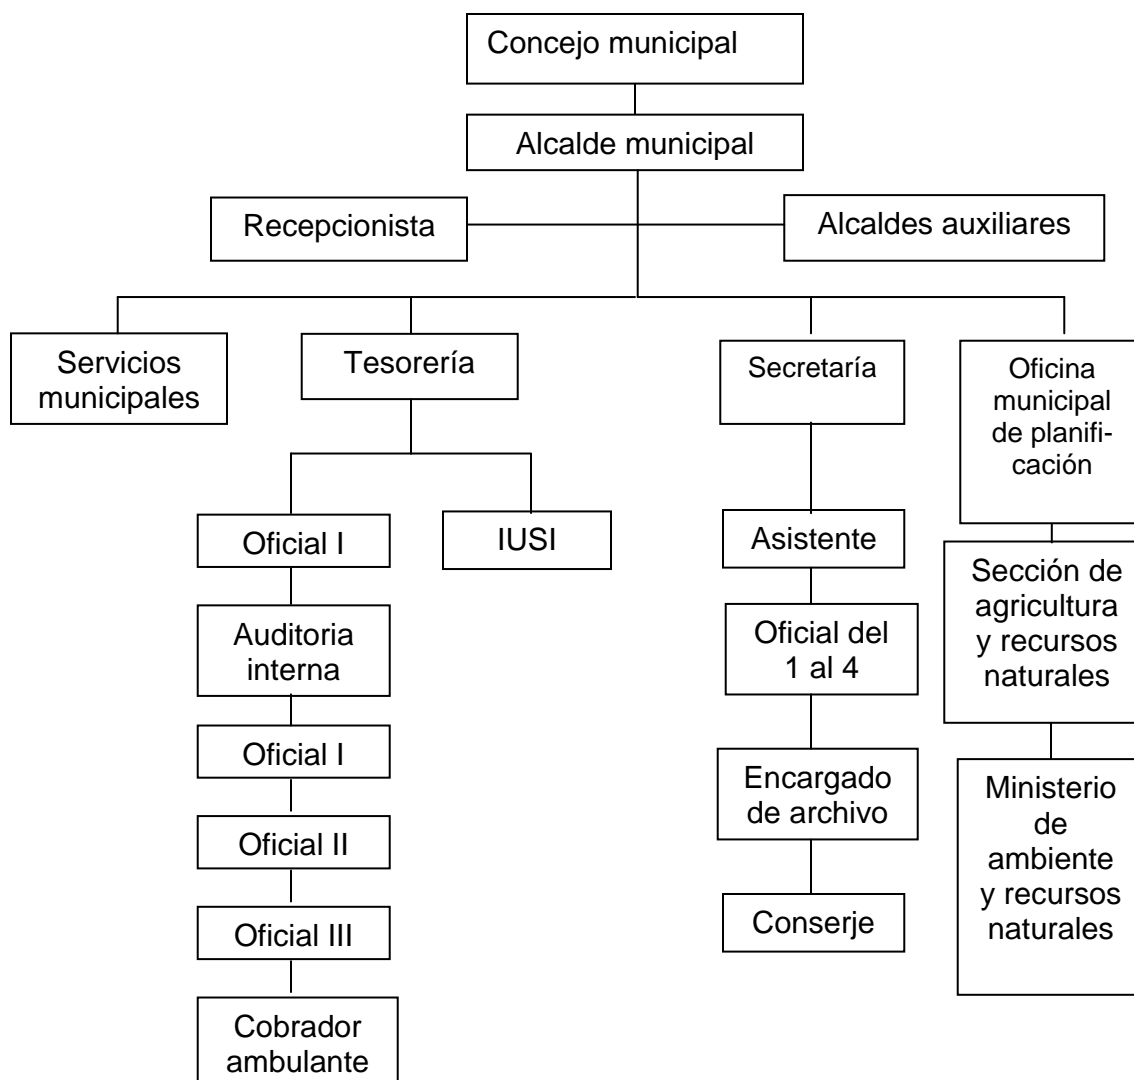 Concejo municipal
Alcalde municipal
Recepcionista
Alcaldes auxiliares
Servicios
municipales
Tesorería
Secretaría
Oficina
municipal
de planifi-
cación
Oficial I
IUSI
Asistente
Sección de
agricultura
y recursos
naturales
Auditoria
interna
Oficial del
1 al 4
Oficial I
Encargado
de archivo
Ministerio
de
ambiente
y recursos
naturales
Oficial II
Oficial III
Conserje
Cobrador
ambulante